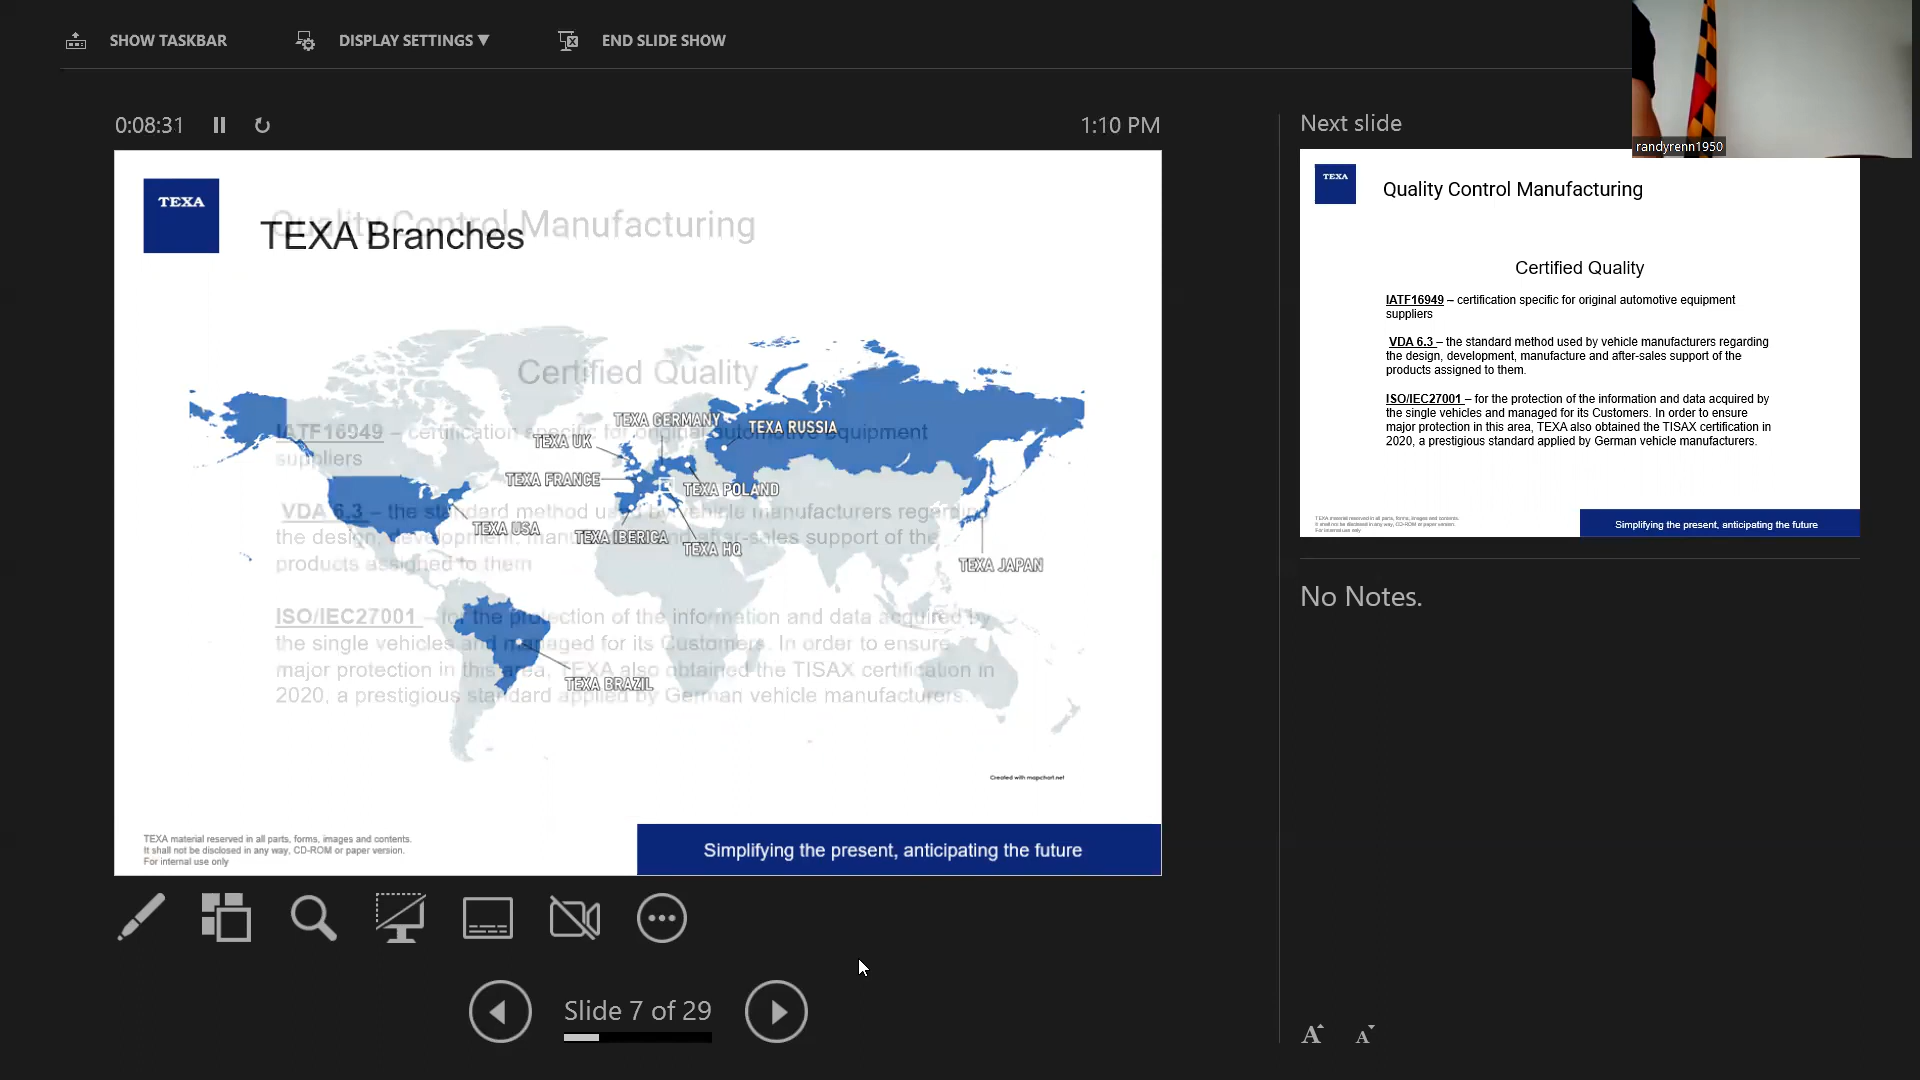 SHOW TASKBAR
DISPLAY SETTINGS ▼
END SLIDE SHOW
0:08:31
1:10 PM
TEXA
Quality Control Manufacturing
TEXA Branches
Certified Quality
IATF16949 – certification specific for original automotive equipment
suppliers
VDA 6.3 – the standard method used by vehicle manufacturers regarding
the design, development, manufacture and after-sales support of the
products assigned to them
ISO/IEC27001 – for the protection of the information and data acquired by
the single vehicles and managed for its Customers. In order to ensure
major protection in this area, TEXA also obtained the TISAX certification in
2020, a prestigious standard applied by German vehicle manufacturers.
TEXA GERMANY
TEXA RUSSIA
TEXA UK
TEXA FRANCE
TEXA POLAND
TEXA USA
TEXA IBERICA
TEXA HQ
TEXA JAPAN
TEXA BRAZIL
Created with mapchart.net
TEXA material reserved in all parts, forms, images and contents.
It shall not be disclosed in any way, CD-ROM or paper version.
For internal use only
Simplifying the present, anticipating the future
Slide 7 of 29
Next slide
randyrenn1950
TEXA
Quality Control Manufacturing
Certified Quality
IATF16949 – certification specific for original automotive equipment
suppliers
VDA 6.3 – the standard method used by vehicle manufacturers regarding
the design, development, manufacture and after-sales support of the
products assigned to them.
ISO/IEC27001 – for the protection of the information and data acquired by
the single vehicles and managed for its Customers. In order to ensure
major protection in this area, TEXA also obtained the TISAX certification in
2020, a prestigious standard applied by German vehicle manufacturers.
TEXA material reserved in all parts, forms, images and contents.
It shall not be disclosed in any way, CD-ROM or paper version.
For internal use only
Simplifying the present, anticipating the future
No Notes.
A A